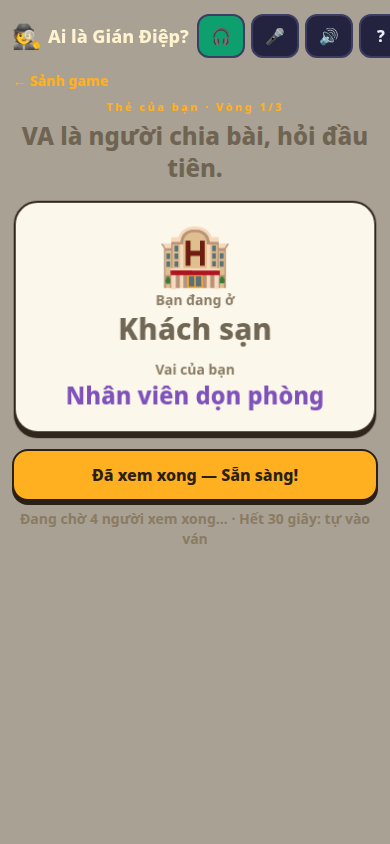 Ai là Gián Điệp?
?
← Sảnh game
Thẻ của bạn · Vòng 1/3
VA là người chia bài, hỏi đầu
tiên.
H
Bạn đang ở
Khách sạn
Vai của bạn
Nhân viên dọn phòng
Đã xem xong — Sẵn sàng!
Đang chờ 4 người xem xong... · Hết 30 giây: tự vào
ván